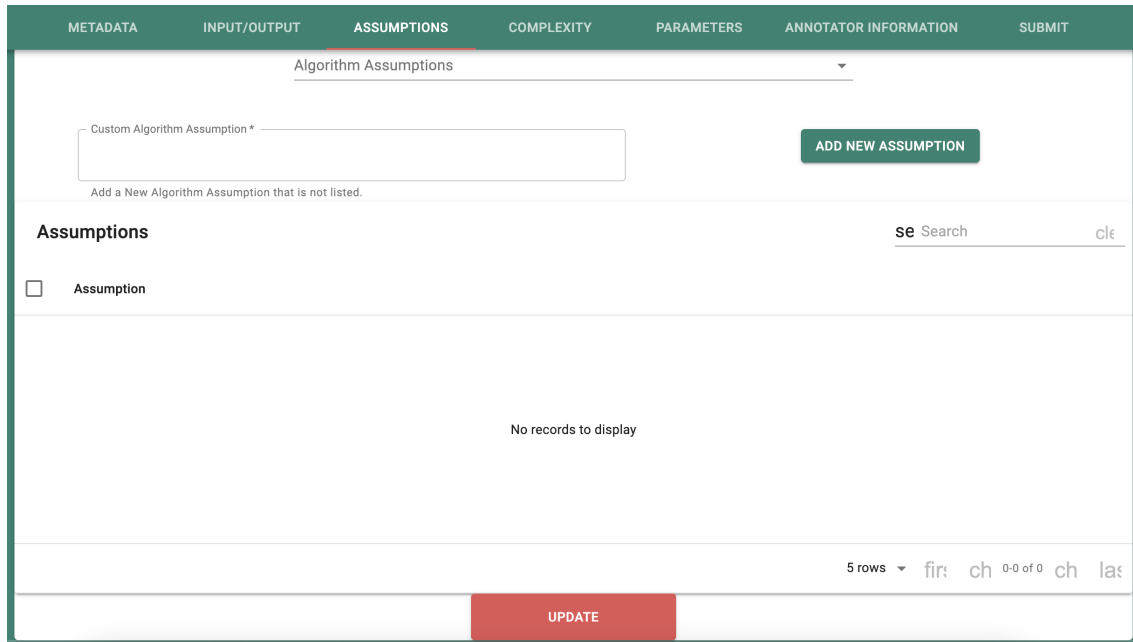 METADATA INPUT/OUTPUT ASSUMPTIONS COMPLEXITY PARAMETERS ANNOTATOR INFORMATION SUBMIT
Algorithm Assumptions
Custom Algorithm Assumption *
ADD NEW ASSUMPTION
Add a New Algorithm Assumption that is not listed.
Assumptions se Search cle
Assumption
No records to display
5 rows firs ch 0-0 of 0 ch las
UPDATE